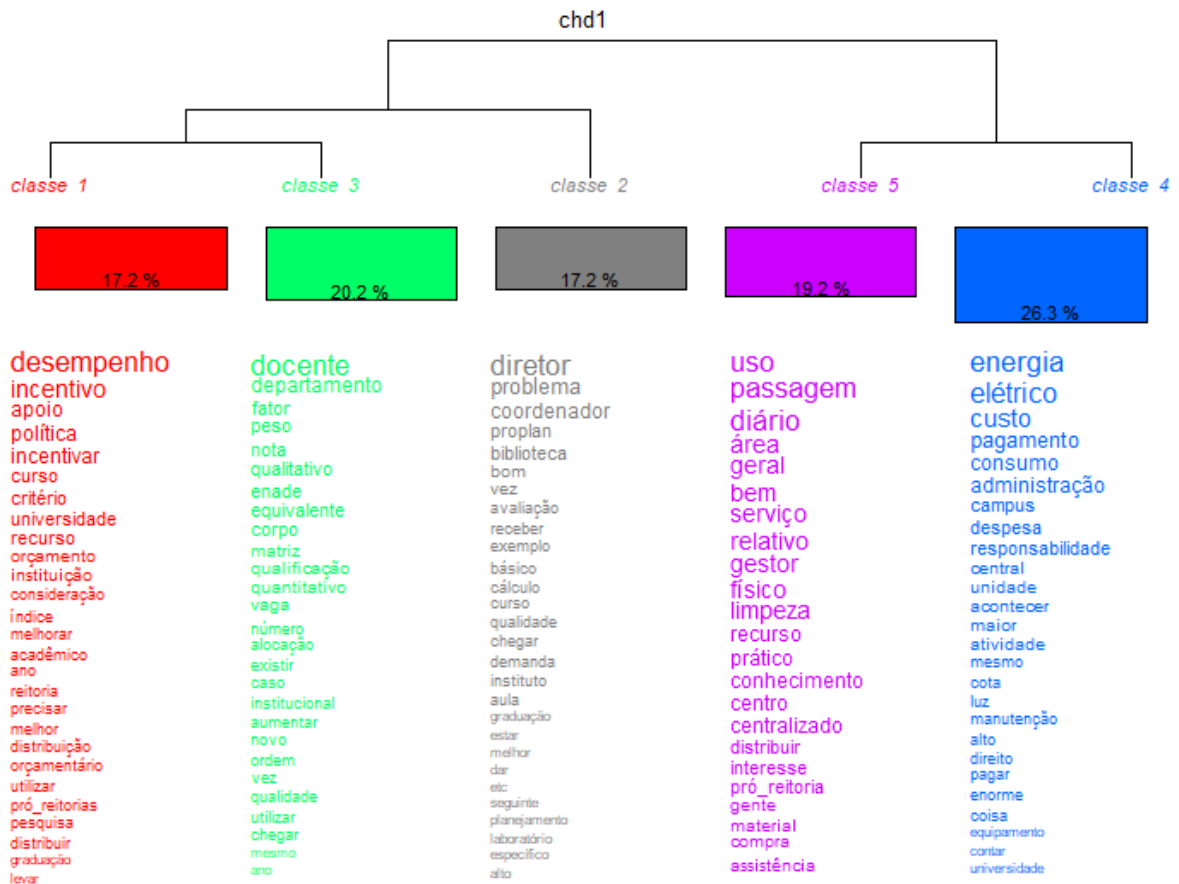 chd1
classe 1
classe 3
classe 2
classe 5
classe 4
17.2 %
20.2 %
17.2 %
19.2 %
26.3 %
desempenho
incentivo
apoio
política
incentivar
curso
critério
universidade
recurso
orçamento
instituição
consideração
índice
melhorar
acadêmico
ano
reitoria
precisar
melhor
distribuição
orçamentário
utilizar
pró_reitorias
pesquisa
distribuir
graduação
levar
docente
departamento
fator
peso
nota
qualitativo
enade
equivalente
corpo
matriz
qualificação
quantitativo
vaga
número
alocação
existir
caso
institucional
aumentar
novo
ordem
vez
qualidade
utilizar
chegar
mesmo
ano
diretor
problema
coordenador
proplan
biblioteca
bom
vez
avaliação
receber
exemplo
básico
cálculo
curso
qualidade
chegar
demanda
instituto
aula
graduação
estar
melhor
dar
etc
seguinte
planejamento
laboratório
específico
alto
uso
passagem
diário
área
geral
bem
serviço
relativo
gestor
físico
limpeza
recurso
prático
conhecimento
centro
centralizado
distribuir
interesse
pró_reitoria
gente
material
compra
assistência
energia
elétrico
custo
pagamento
consumo
administração
campus
despesa
responsabilidade
central
unidade
acontecer
maior
atividade
mesmo
cota
luz
manutenção
alto
direito
pagar
enorme
coisa
equipamento
contar
universidade